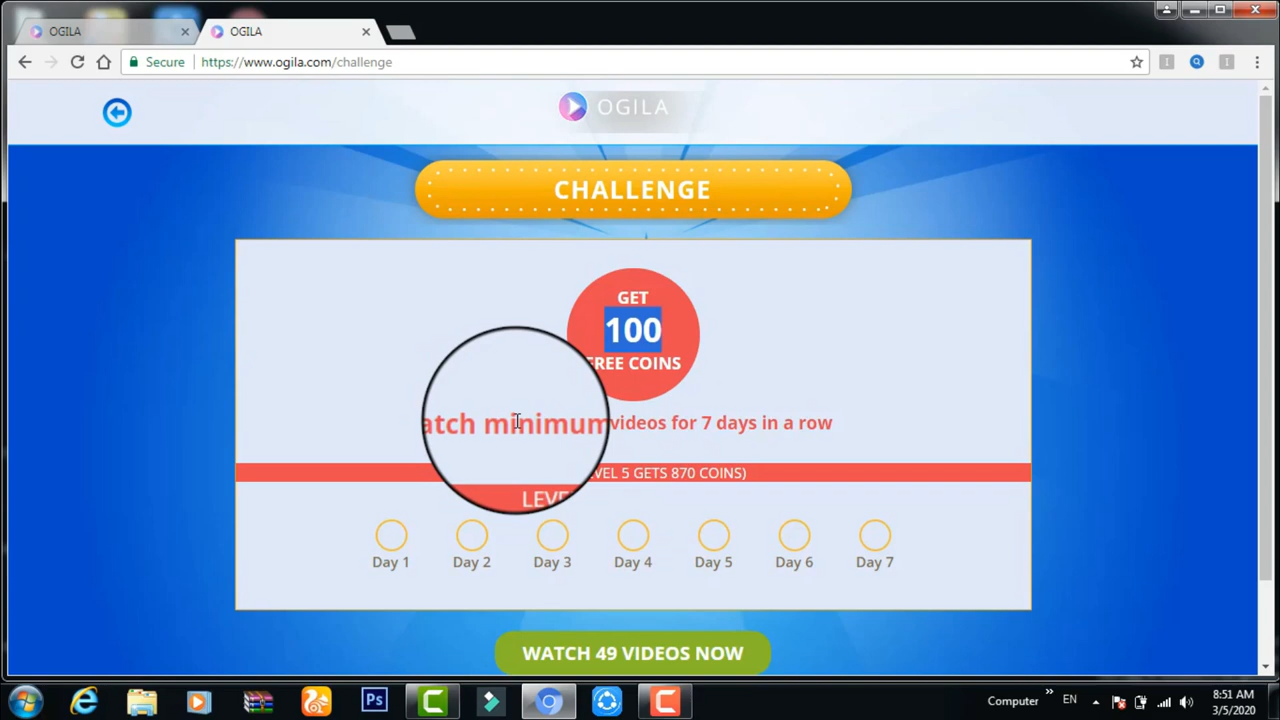 OGILA
OGILA
Secure https://www.ogila.com/challenge
OGILA
CHALLENGE
GET
100
FREE COINS
atch minimum videos for 7 days in a row
VEL 5 GETS 870 COINS)
LEVE
Day 1 Day 2 Day 3 Day 4 Day 5 Day 6 Day 7
WATCH 49 VIDEOS NOW
Ps
Computer EN 8:51 AM
3/5/2020